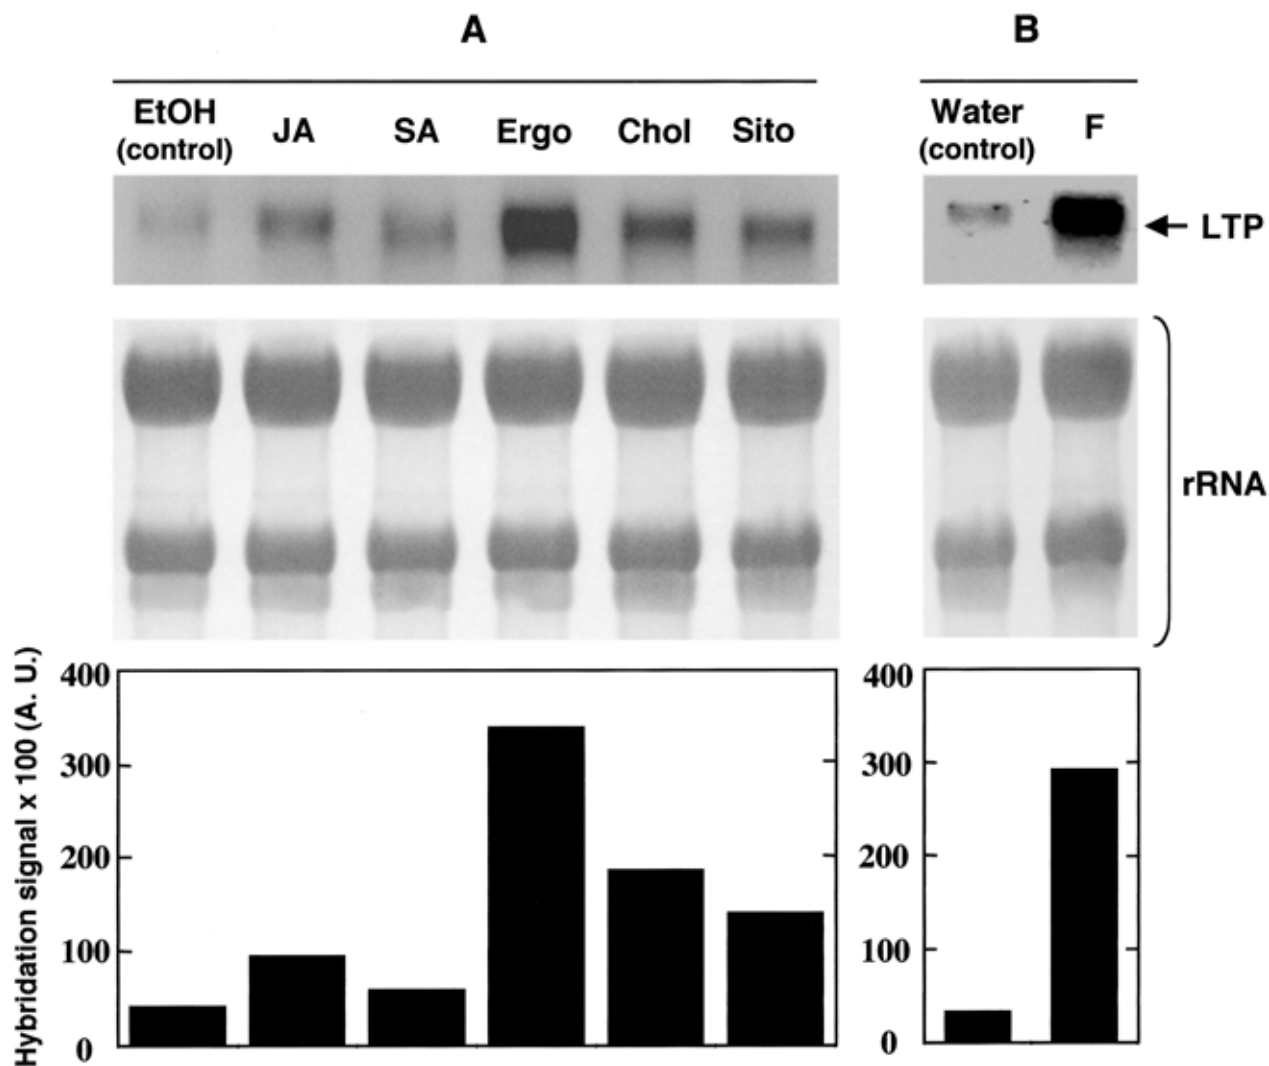 A
B
EtOH
(control)
JA
SA
Ergo
Chol
Sito
Water
(control)
F
LTP
rRNA
Hybridation signal x 100 (A. U.)
400
300
200
100
0
400
300
200
100
0